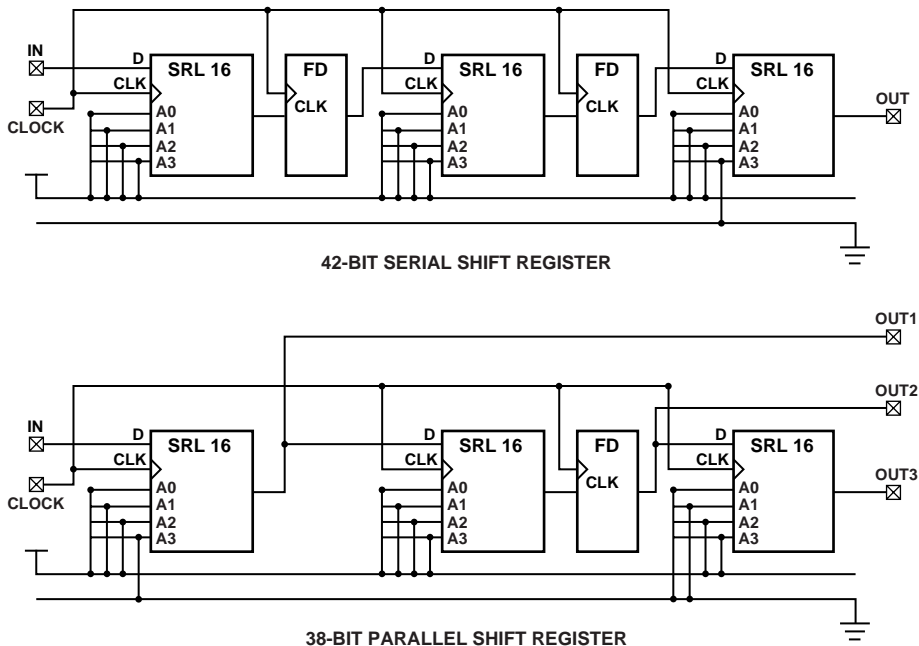 IN
D
SRL 16
CLK
CLOCK
A0
A1
A2
A3
FD
CLK
D
SRL 16
CLK
A0
A1
A2
A3
FD
CLK
D
SRL 16
CLK
A0
A1
A2
A3
OUT
42-BIT SERIAL SHIFT REGISTER
OUT1
OUT2
IN
D
SRL 16
CLK
CLOCK
A0
A1
A2
A3
D
SRL 16
CLK
A0
A1
A2
A3
FD
CLK
D
SRL 16
CLK
A0
A1
A2
A3
OUT3
38-BIT PARALLEL SHIFT REGISTER